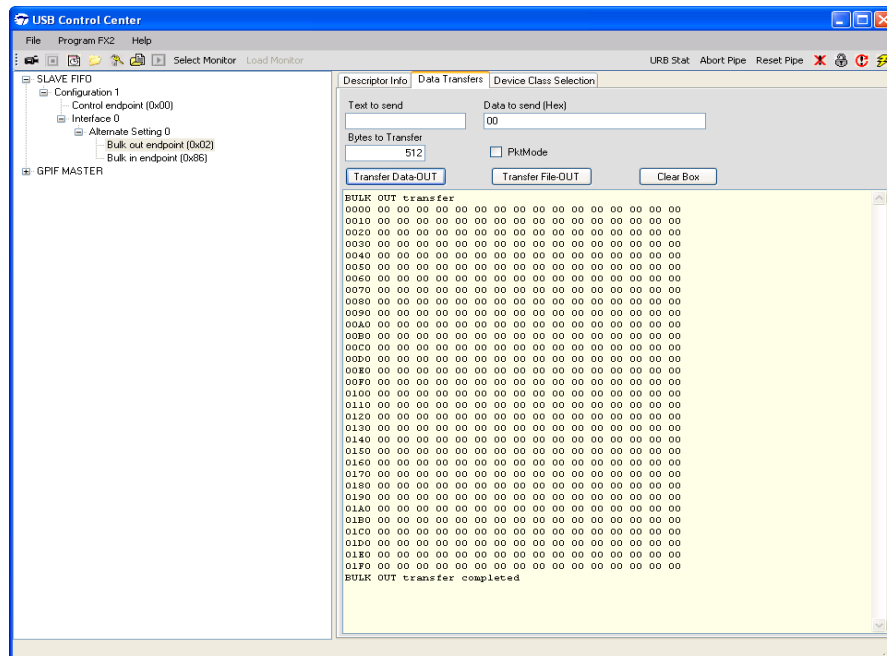 USB Control Center
File Program FX2 Help
Select Monitor Load Monitor URB Stat Abort Pipe Reset Pipe
SLAVE FIFO
Configuration 1
Control endpoint (0x00)
Interface 0
Alternate Setting 0
Bulk out endpoint (0x02)
Bulk in endpoint (0x86)
GPIF MASTER
Descriptor Info Data Transfers Device Class Selection
Text to send Data to send (Hex)
00
Bytes to Transfer
512 PktMode
Transfer Data-OUT Transfer File-OUT Clear Box
BULK OUT transfer
0000 00 00 00 00 00 00 00 00 00 00 00 00 00 00 00 00
0010 00 00 00 00 00 00 00 00 00 00 00 00 00 00 00 00
0020 00 00 00 00 00 00 00 00 00 00 00 00 00 00 00 00
0030 00 00 00 00 00 00 00 00 00 00 00 00 00 00 00 00
0040 00 00 00 00 00 00 00 00 00 00 00 00 00 00 00 00
0050 00 00 00 00 00 00 00 00 00 00 00 00 00 00 00 00
0060 00 00 00 00 00 00 00 00 00 00 00 00 00 00 00 00
0070 00 00 00 00 00 00 00 00 00 00 00 00 00 00 00 00
0080 00 00 00 00 00 00 00 00 00 00 00 00 00 00 00 00
0090 00 00 00 00 00 00 00 00 00 00 00 00 00 00 00 00
00A0 00 00 00 00 00 00 00 00 00 00 00 00 00 00 00 00
00B0 00 00 00 00 00 00 00 00 00 00 00 00 00 00 00 00
00C0 00 00 00 00 00 00 00 00 00 00 00 00 00 00 00 00
00D0 00 00 00 00 00 00 00 00 00 00 00 00 00 00 00 00
00E0 00 00 00 00 00 00 00 00 00 00 00 00 00 00 00 00
00F0 00 00 00 00 00 00 00 00 00 00 00 00 00 00 00 00
0100 00 00 00 00 00 00 00 00 00 00 00 00 00 00 00 00
0110 00 00 00 00 00 00 00 00 00 00 00 00 00 00 00 00
0120 00 00 00 00 00 00 00 00 00 00 00 00 00 00 00 00
0130 00 00 00 00 00 00 00 00 00 00 00 00 00 00 00 00
0140 00 00 00 00 00 00 00 00 00 00 00 00 00 00 00 00
0150 00 00 00 00 00 00 00 00 00 00 00 00 00 00 00 00
0160 00 00 00 00 00 00 00 00 00 00 00 00 00 00 00 00
0170 00 00 00 00 00 00 00 00 00 00 00 00 00 00 00 00
0180 00 00 00 00 00 00 00 00 00 00 00 00 00 00 00 00
0190 00 00 00 00 00 00 00 00 00 00 00 00 00 00 00 00
01A0 00 00 00 00 00 00 00 00 00 00 00 00 00 00 00 00
01B0 00 00 00 00 00 00 00 00 00 00 00 00 00 00 00 00
01C0 00 00 00 00 00 00 00 00 00 00 00 00 00 00 00 00
01D0 00 00 00 00 00 00 00 00 00 00 00 00 00 00 00 00
01E0 00 00 00 00 00 00 00 00 00 00 00 00 00 00 00 00
01F0 00 00 00 00 00 00 00 00 00 00 00 00 00 00 00 00
BULK OUT transfer completed